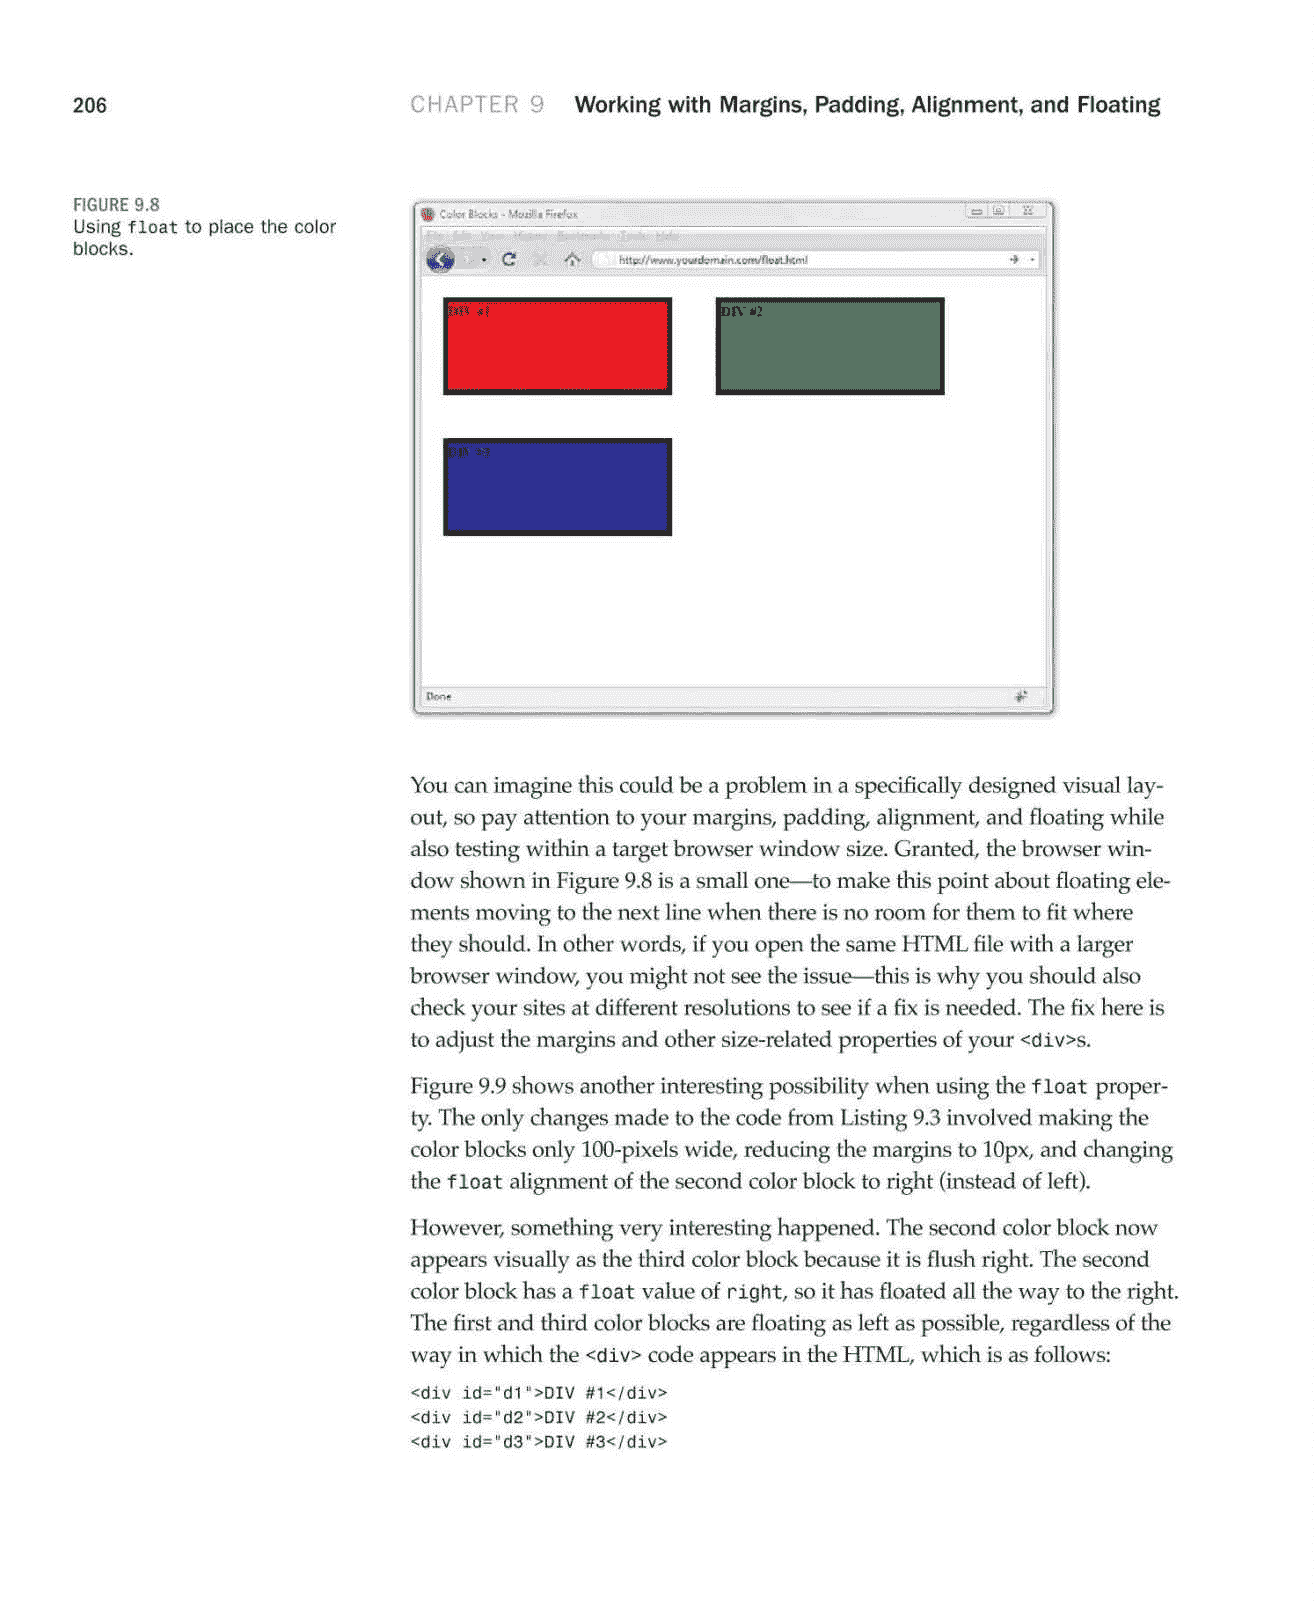 206
CHAPTER 9 Working with Margins, Padding, Alignment, and Floating
FIGURE 9.8
Using float to place the color
blocks.
Color Blocks - Mozilla Firefox
File Edit View History Bookmarks Tools Help
http://www.yourdomain.com/float.html
DIV #1
DIV #2
DIV #3
Done
You can imagine this could be a problem in a specifically designed visual lay-
out, so pay attention to your margins, padding, alignment, and floating while
also testing within a target browser window size. Granted, the browser win-
dow shown in Figure 9.8 is a small one—to make this point about floating ele-
ments moving to the next line when there is no room for them to fit where
they should. In other words, if you open the same HTML file with a larger
browser window, you might not see the issue—this is why you should also
check your sites at different resolutions to see if a fix is needed. The fix here is
to adjust the margins and other size-related properties of your <div>s.
Figure 9.9 shows another interesting possibility when using the float proper-
ty. The only changes made to the code from Listing 9.3 involved making the
color blocks only 100-pixels wide, reducing the margins to 10px, and changing
the float alignment of the second color block to right (instead of left).
However, something very interesting happened. The second color block now
appears visually as the third color block because it is flush right. The second
color block has a float value of right, so it has floated all the way to the right.
The first and third color blocks are floating as left as possible, regardless of the
way in which the <div> code appears in the HTML, which is as follows:
<div id="d1">DIV #1</div>
<div id="d2">DIV #2</div>
<div id="d3">DIV #3</div>